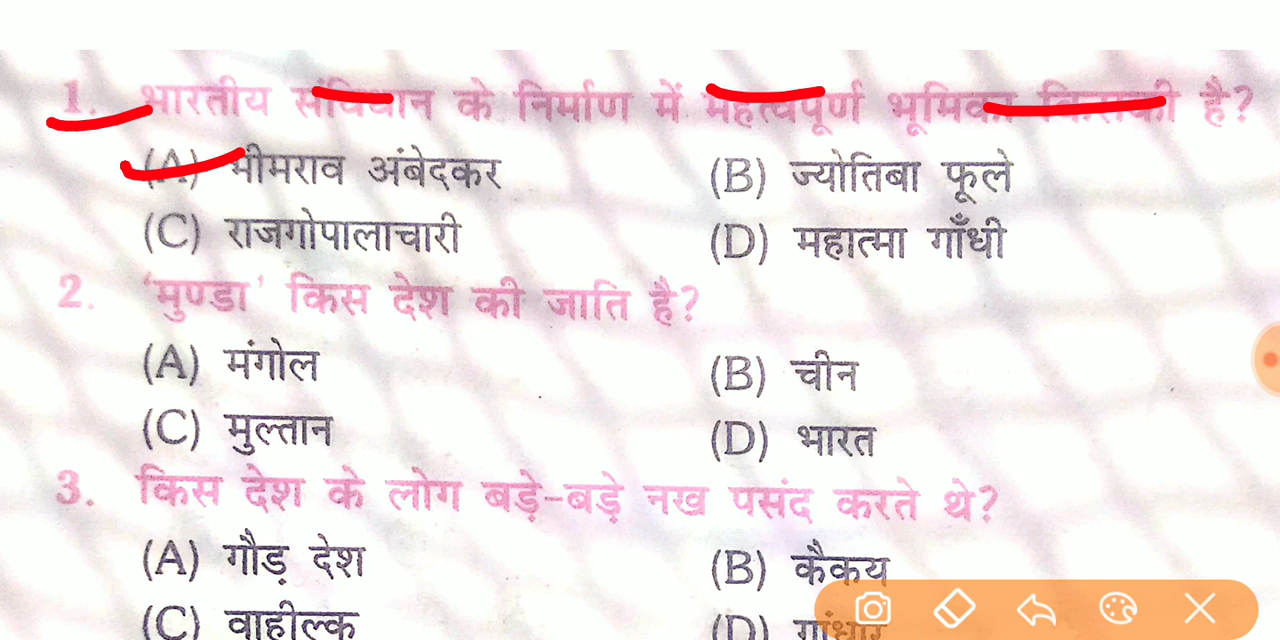 1. भारतीय संविधान के निर्माण में महत्वपूर्ण भूमिका किसकी है?
(A) भीमराव अंबेदकर (B) ज्योतिबा फूले
(C) राजगोपालाचारी (D) महात्मा गाँधी
2. 'मुण्डा' किस देश की जाति है?
(A) मंगोल (B) चीन
(C) मुल्तान (D) भारत
3. किस देश के लोग बड़े-बड़े नख पसंद करते थे?
(A) गौड़ देश (B) कैकय
(C) वाहील्क (D) गांधार